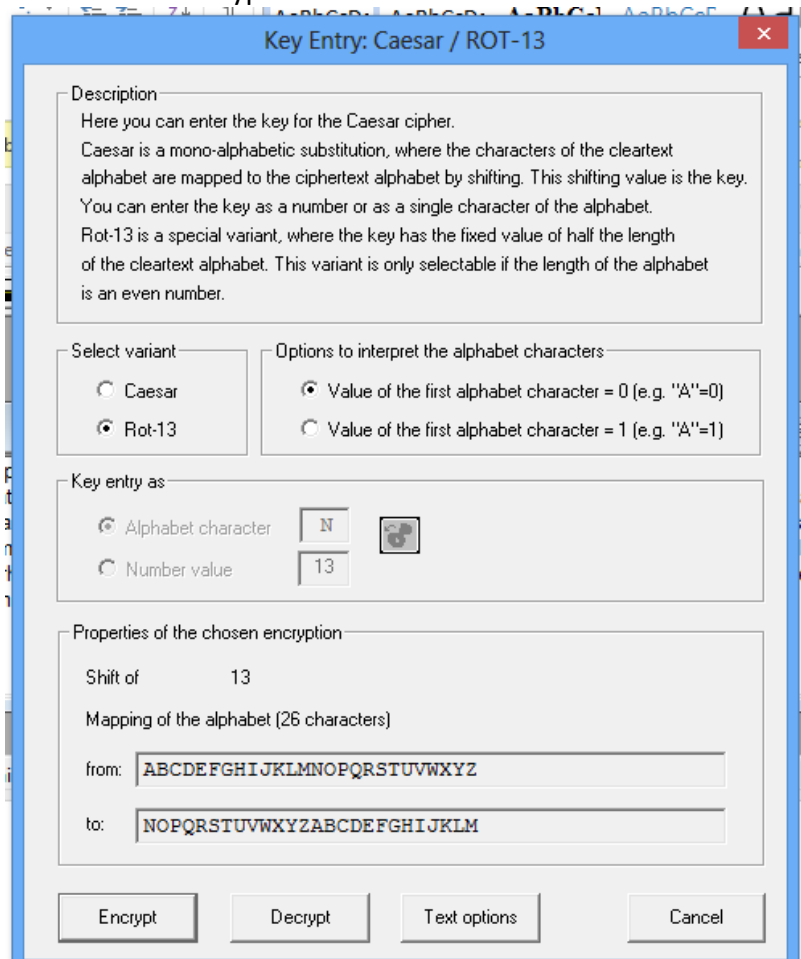 Key Entry: Caesar / ROT-13
Description
Here you can enter the key for the Caesar cipher.
Caesar is a mono-alphabetic substitution, where the characters of the cleartext
alphabet are mapped to the ciphertext alphabet by shifting. This shifting value is the key.
You can enter the key as a number or as a single character of the alphabet.
Rot-13 is a special variant, where the key has the fixed value of half the length
of the cleartext alphabet. This variant is only selectable if the length of the alphabet
is an even number.
Select variant
Caesar
Rot-13
Options to interpret the alphabet characters
Value of the first alphabet character = 0 (e.g. "A"=0)
Value of the first alphabet character = 1 (e.g. "A"=1)
Key entry as
Alphabet character N
Number value 13
Properties of the chosen encryption
Shift of 13
Mapping of the alphabet (26 characters)
from: ABCDEFGHIJKLMNOPQRSTUVWXYZ
to: NOPQRSTUVWXYZABCDEFGHIJKLM
Encrypt Decrypt Text options Cancel